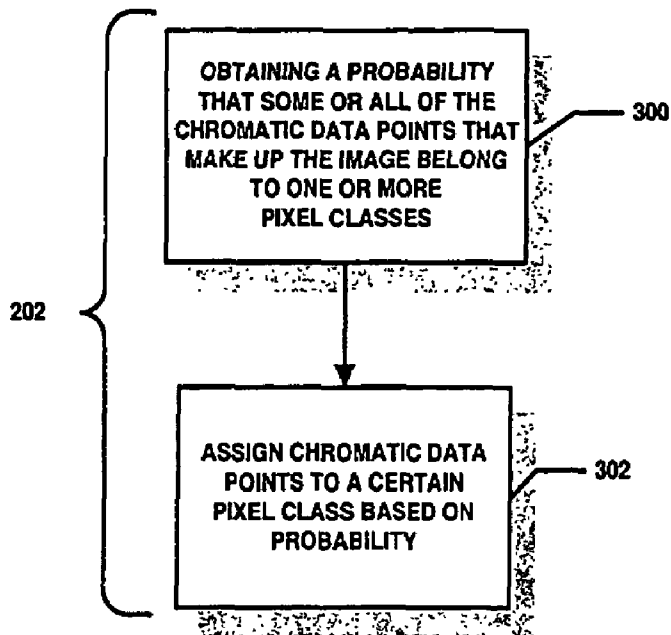 OBTAINING A PROBABILITY
THAT SOME OR ALL OF THE
CHROMATIC DATA POINTS THAT
MAKE UP THE IMAGE BELONG
TO ONE OR MORE
PIXEL CLASSES
300
202
ASSIGN CHROMATIC DATA
POINTS TO A CERTAIN
PIXEL CLASS BASED ON
PROBABILITY
302